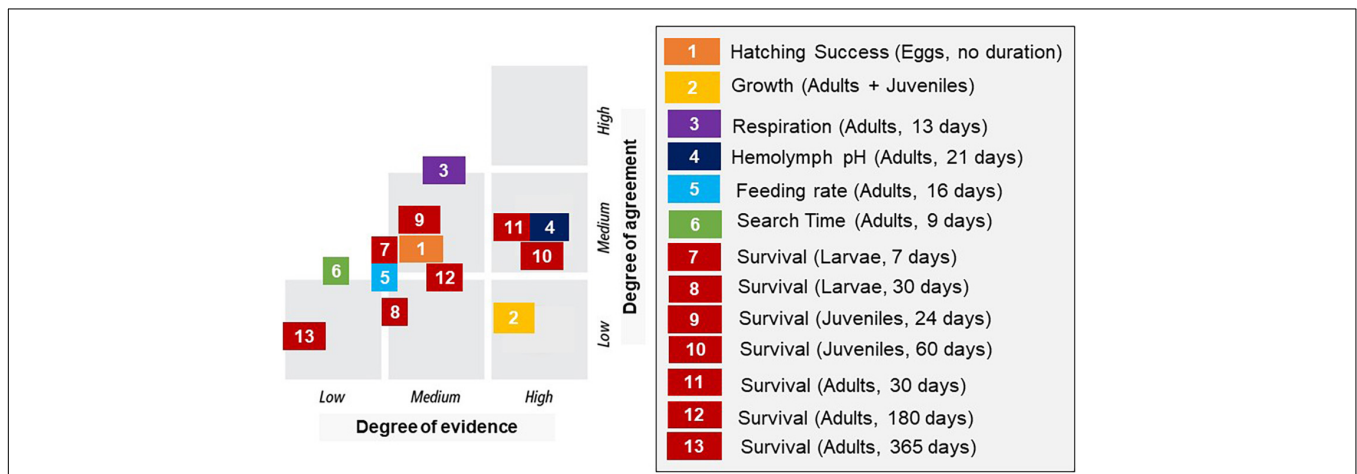 3
9
7
1
11
4
10
6
5
12
8
2
13
High
Medium
Low
Degree of agreement
Low
Medium
High
Degree of evidence
1 Hatching Success (Eggs, no duration)
2 Growth (Adults + Juveniles)
3 Respiration (Adults, 13 days)
4 Hemolymph pH (Adults, 21 days)
5 Feeding rate (Adults, 16 days)
6 Search Time (Adults, 9 days)
7 Survival (Larvae, 7 days)
8 Survival (Larvae, 30 days)
9 Survival (Juveniles, 24 days)
10 Survival (Juveniles, 60 days)
11 Survival (Adults, 30 days)
12 Survival (Adults, 180 days)
13 Survival (Adults, 365 days)